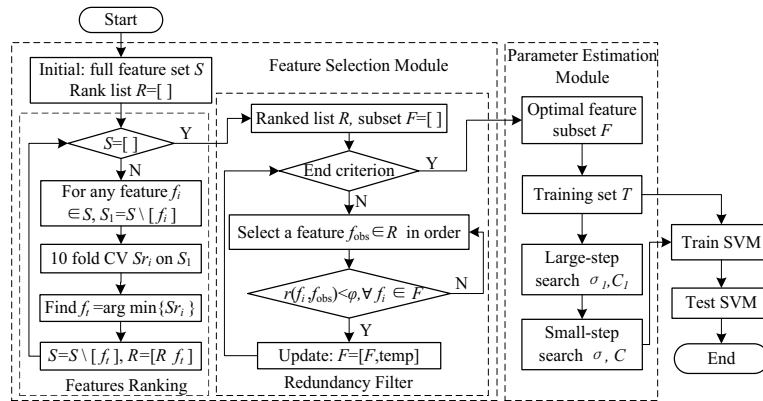 Start
Initial: full feature set S
Rank list R=[ ]
Feature Selection Module
Parameter Estimation
Module
S=[ ]
Y
N
For any feature fi
∈S, S1=S \ [ fi ]
10 fold CV Sri on S1
Find ft =arg min{Sri }
S=S \ [ ft ], R=[R ft ]
Features Ranking
Ranked list R, subset F=[ ]
End criterion
Y
N
Select a feature fobs∈R in order
r(fi ,fobs)<φ,∀ fi ∈ F
N
Y
Update: F=[F,temp]
Redundancy Filter
Optimal feature
subset F
Training set T
Large-step
search σ1,C1
Small-step
search σ, C
Train SVM
Test SVM
End